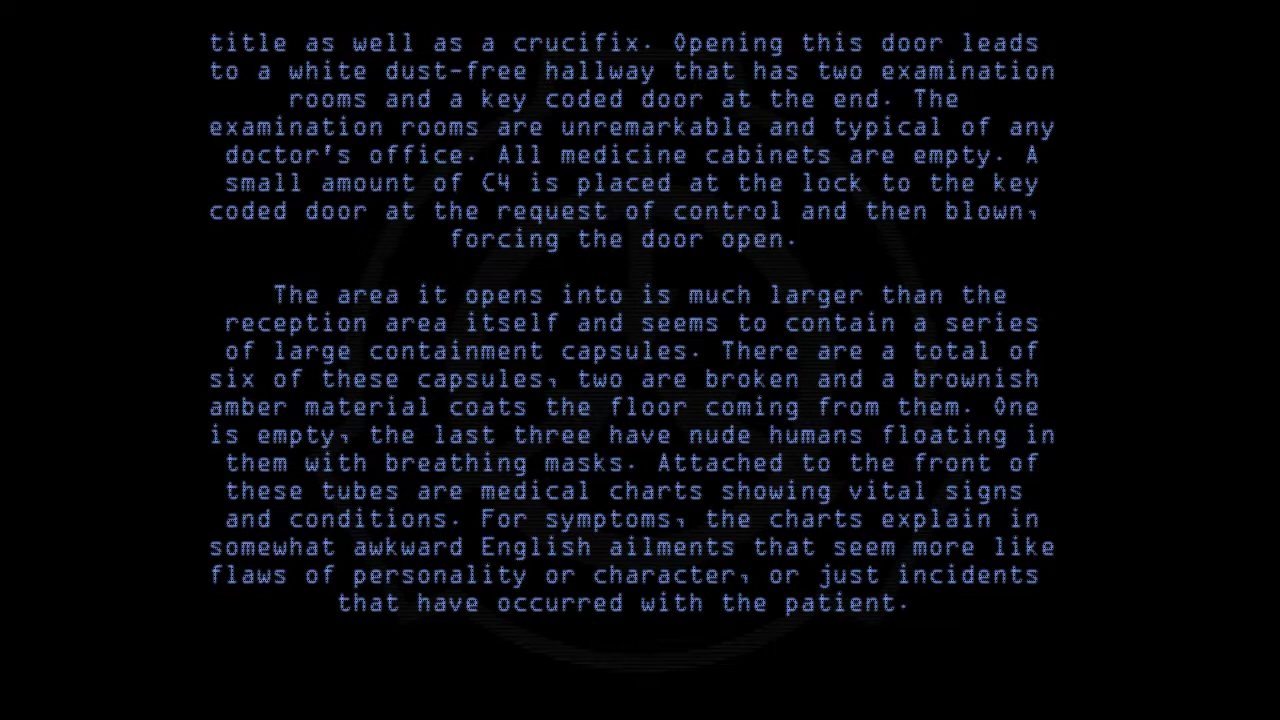 title as well as a crucifix. Opening this door leads
to a white dust-free hallway that has two examination
rooms and a key coded door at the end. The
examination rooms are unremarkable and typical of any
doctor's office. All medicine cabinets are empty. A
small amount of C4 is placed at the lock to the key
coded door at the request of control and then blown,
forcing the door open.
The area it opens into is much larger than the
reception area itself and seems to contain a series
of large containment capsules. There are a total of
six of these capsules, two are broken and a brownish
amber material coats the floor coming from them. One
is empty, the last three have nude humans floating in
them with breathing masks. Attached to the front of
these tubes are medical charts showing vital signs
and conditions. For symptoms, the charts explain in
somewhat awkward English ailments that seem more like
flaws of personality or character, or just incidents
that have occurred with the patient.